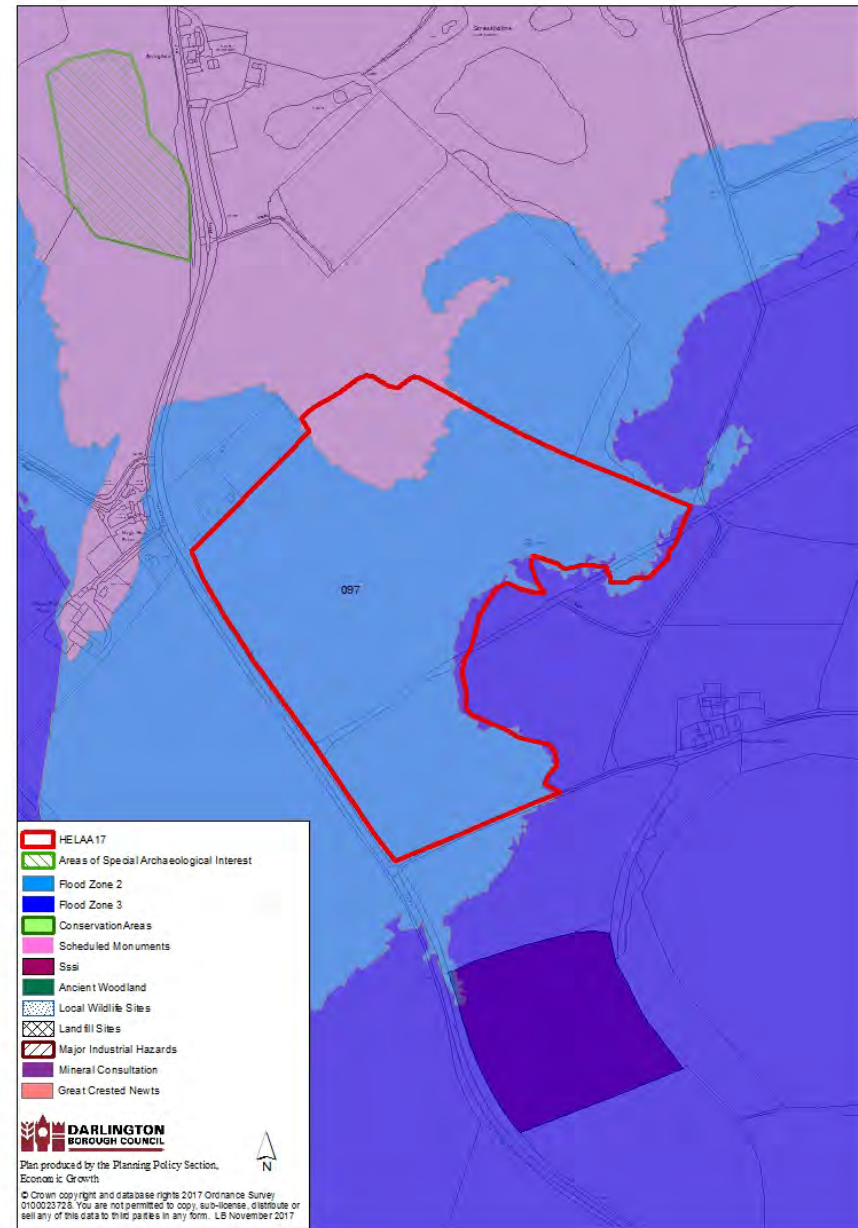 097
HELAA17
Areas of Special Archaeological Interest
Flood Zone 2
Flood Zone 3
Conservation Areas
Scheduled Monuments
Sssi
Ancient Woodland
Local Wildlife Sites
Landfill Sites
Major Industrial Hazards
Mineral Consultation
Great Crested Newts
DARLINGTON
BOROUGH COUNCIL
N
Plan produced by the Planning Policy Section,
Economic Growth
© Crown copyright and database rights 2017 Ordnance Survey
0100023728. You are not permitted to copy, sub-license, distribute or
sell any of this data to third parties in any form. LB November 2017